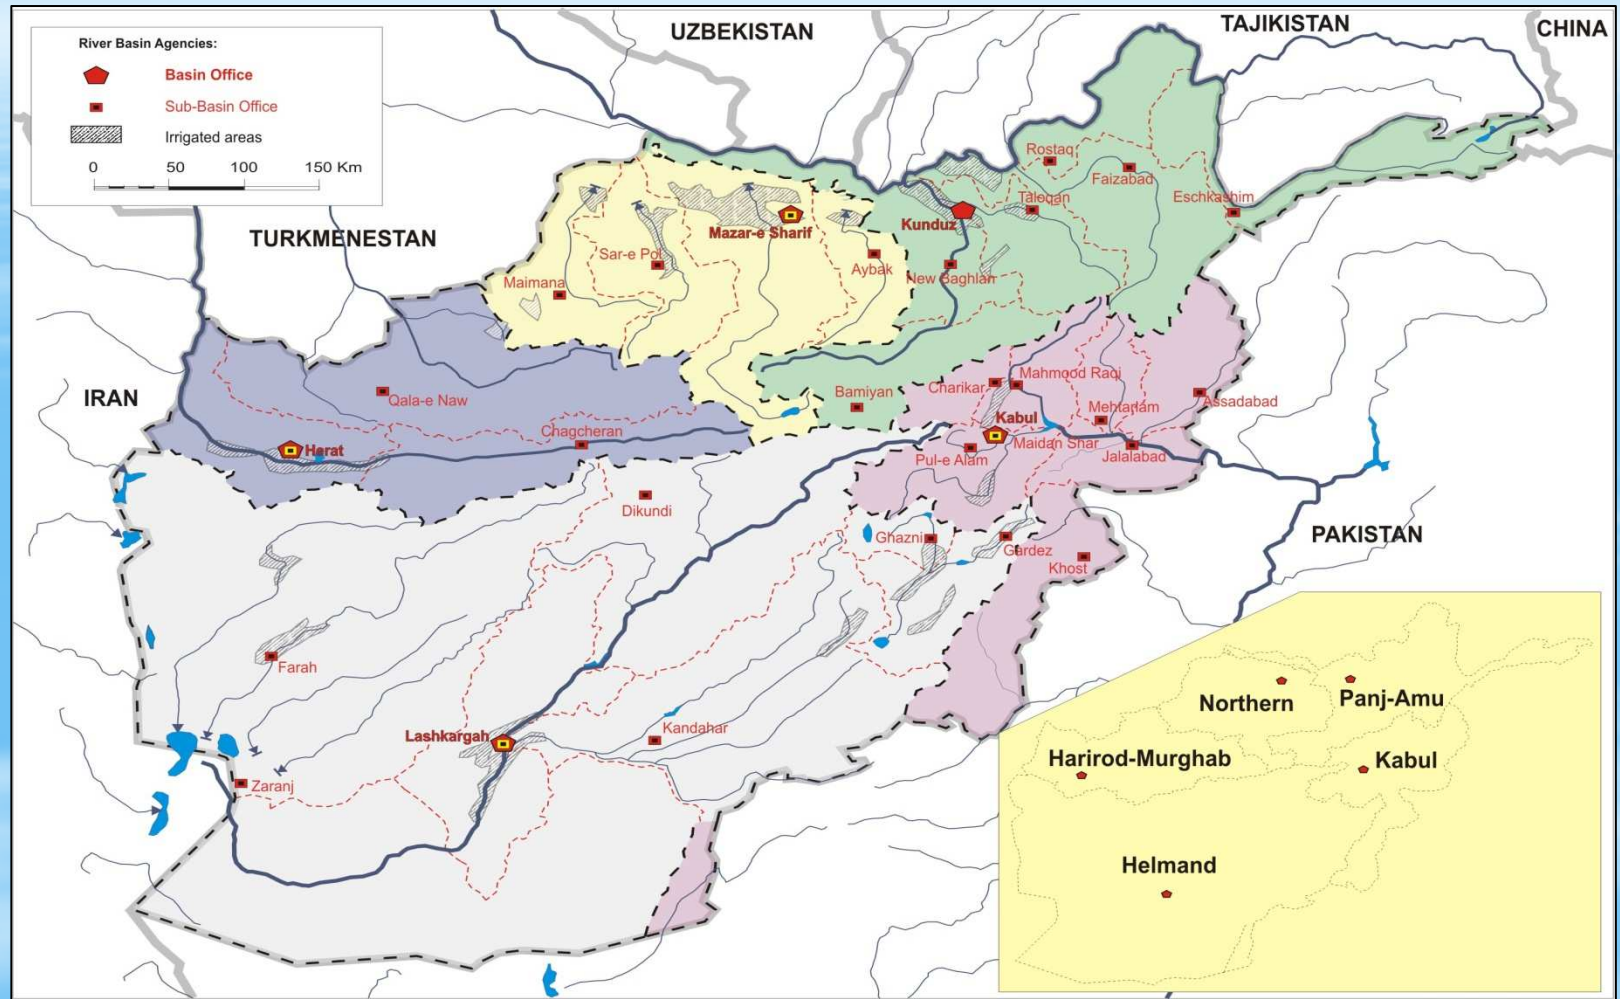 River Basin Agencies:
Basin Office
Sub-Basin Office
Irrigated areas
0 50 100 150 Km
UZBEKISTAN
TAJIKISTAN
CHINA
TURKMENESTAN
IRAN
PAKISTAN
Rostaq
Faizabad
Eschkashim
Taloqan
Kunduz
Mazar-e Sharif
Sar-e Pol
Aybak
New Baghlan
Maimana
Qala-e Naw
Bamiyan
Charikar
Mahmood Raqi
Assadabad
Mehtarlam
Kabul
Maidan Shar
Jalalabad
Pul-e Alam
Herat
Chagcheran
Dikundi
Ghazni
Gardez
Khost
Farah
Lashkargah
Kandahar
Zaranj
Northern
Panj-Amu
Harirod-Murghab
Kabul
Helmand